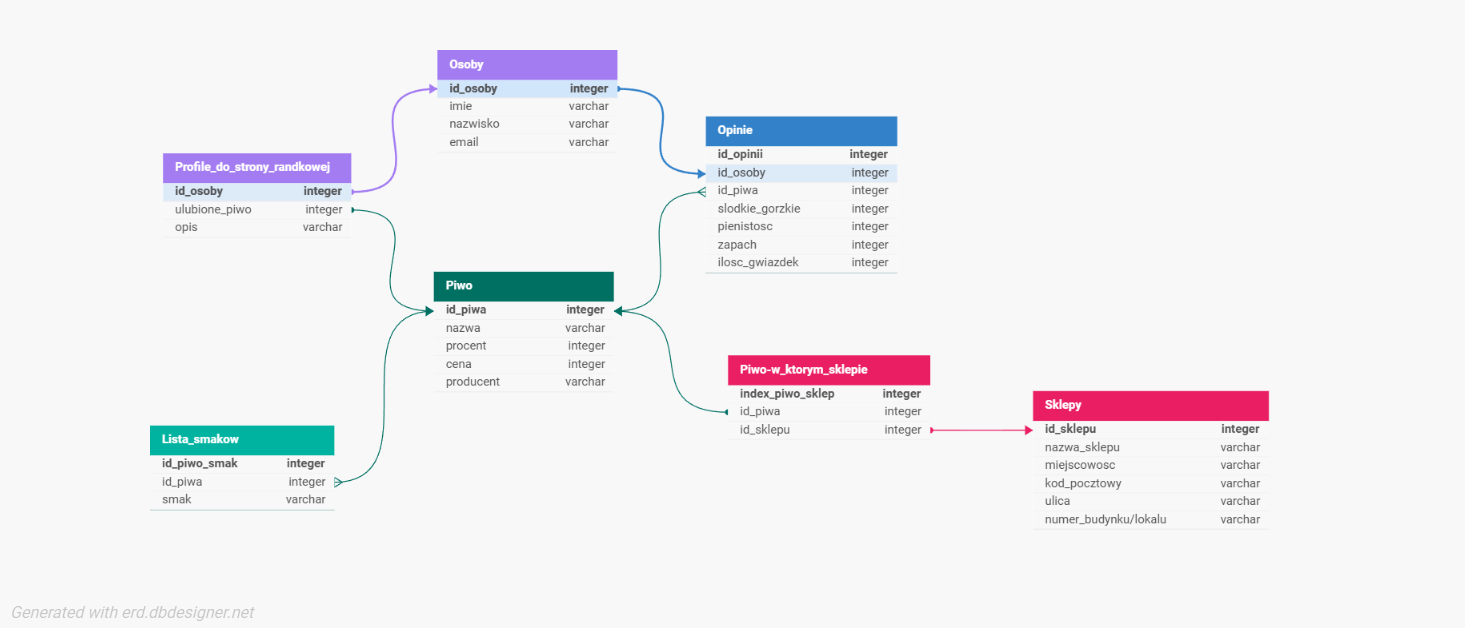 Osoby
id_osoby integer
imie varchar
nazwisko varchar
email varchar
Opinie
id_opinii integer
id_osoby integer
id_piwa integer
slodkie_gorzkie integer
pienistosc integer
zapach integer
ilosc_gwiazdek integer
Profile_do_strony_randkowej
id_osoby integer
ulubione_piwo integer
opis varchar
Piwo
id_piwa integer
nazwa varchar
procent integer
cena integer
producent varchar
Piwo-w_ktorym_sklepie
index_piwo_sklep integer
id_piwa integer
id_sklepu integer
Sklepy
id_sklepu integer
nazwa_sklepu varchar
miejscowosc varchar
kod_pocztowy varchar
ulica varchar
numer_budynku/lokalu varchar
Lista_smakow
id_piwo_smak integer
id_piwa integer
smak varchar
Generated with erd.dbdesigner.net